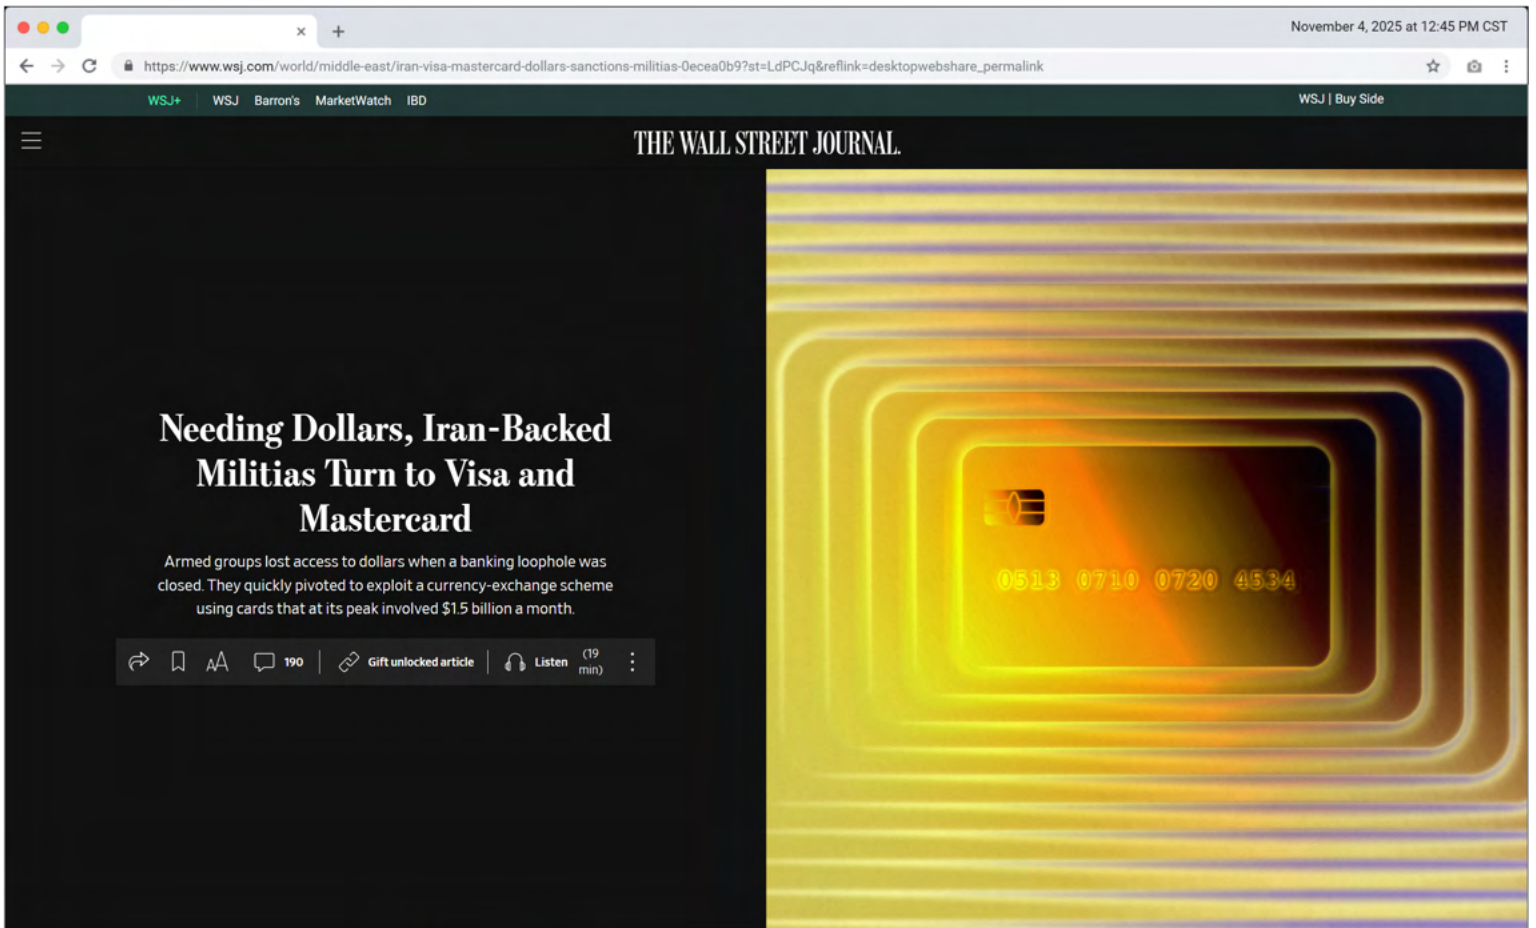 November 4, 2025 at 12:45 PM CST
https://www.wsj.com/world/middle-east/iran-visa-mastercard-dollars-sanctions-militias-0ecea0b9?st=LdPCJq&reflink=desktopwebshare_permalink
WSJ+ WSJ Barron's MarketWatch IBD WSJ | Buy Side
THE WALL STREET JOURNAL.
Needing Dollars, Iran-Backed
Militias Turn to Visa and
Mastercard
Armed groups lost access to dollars when a banking loophole was
closed. They quickly pivoted to exploit a currency-exchange scheme
using cards that at its peak involved $1.5 billion a month.
AA 190 Gift unlocked article Listen (19
min)
0513 0710 0720 4534